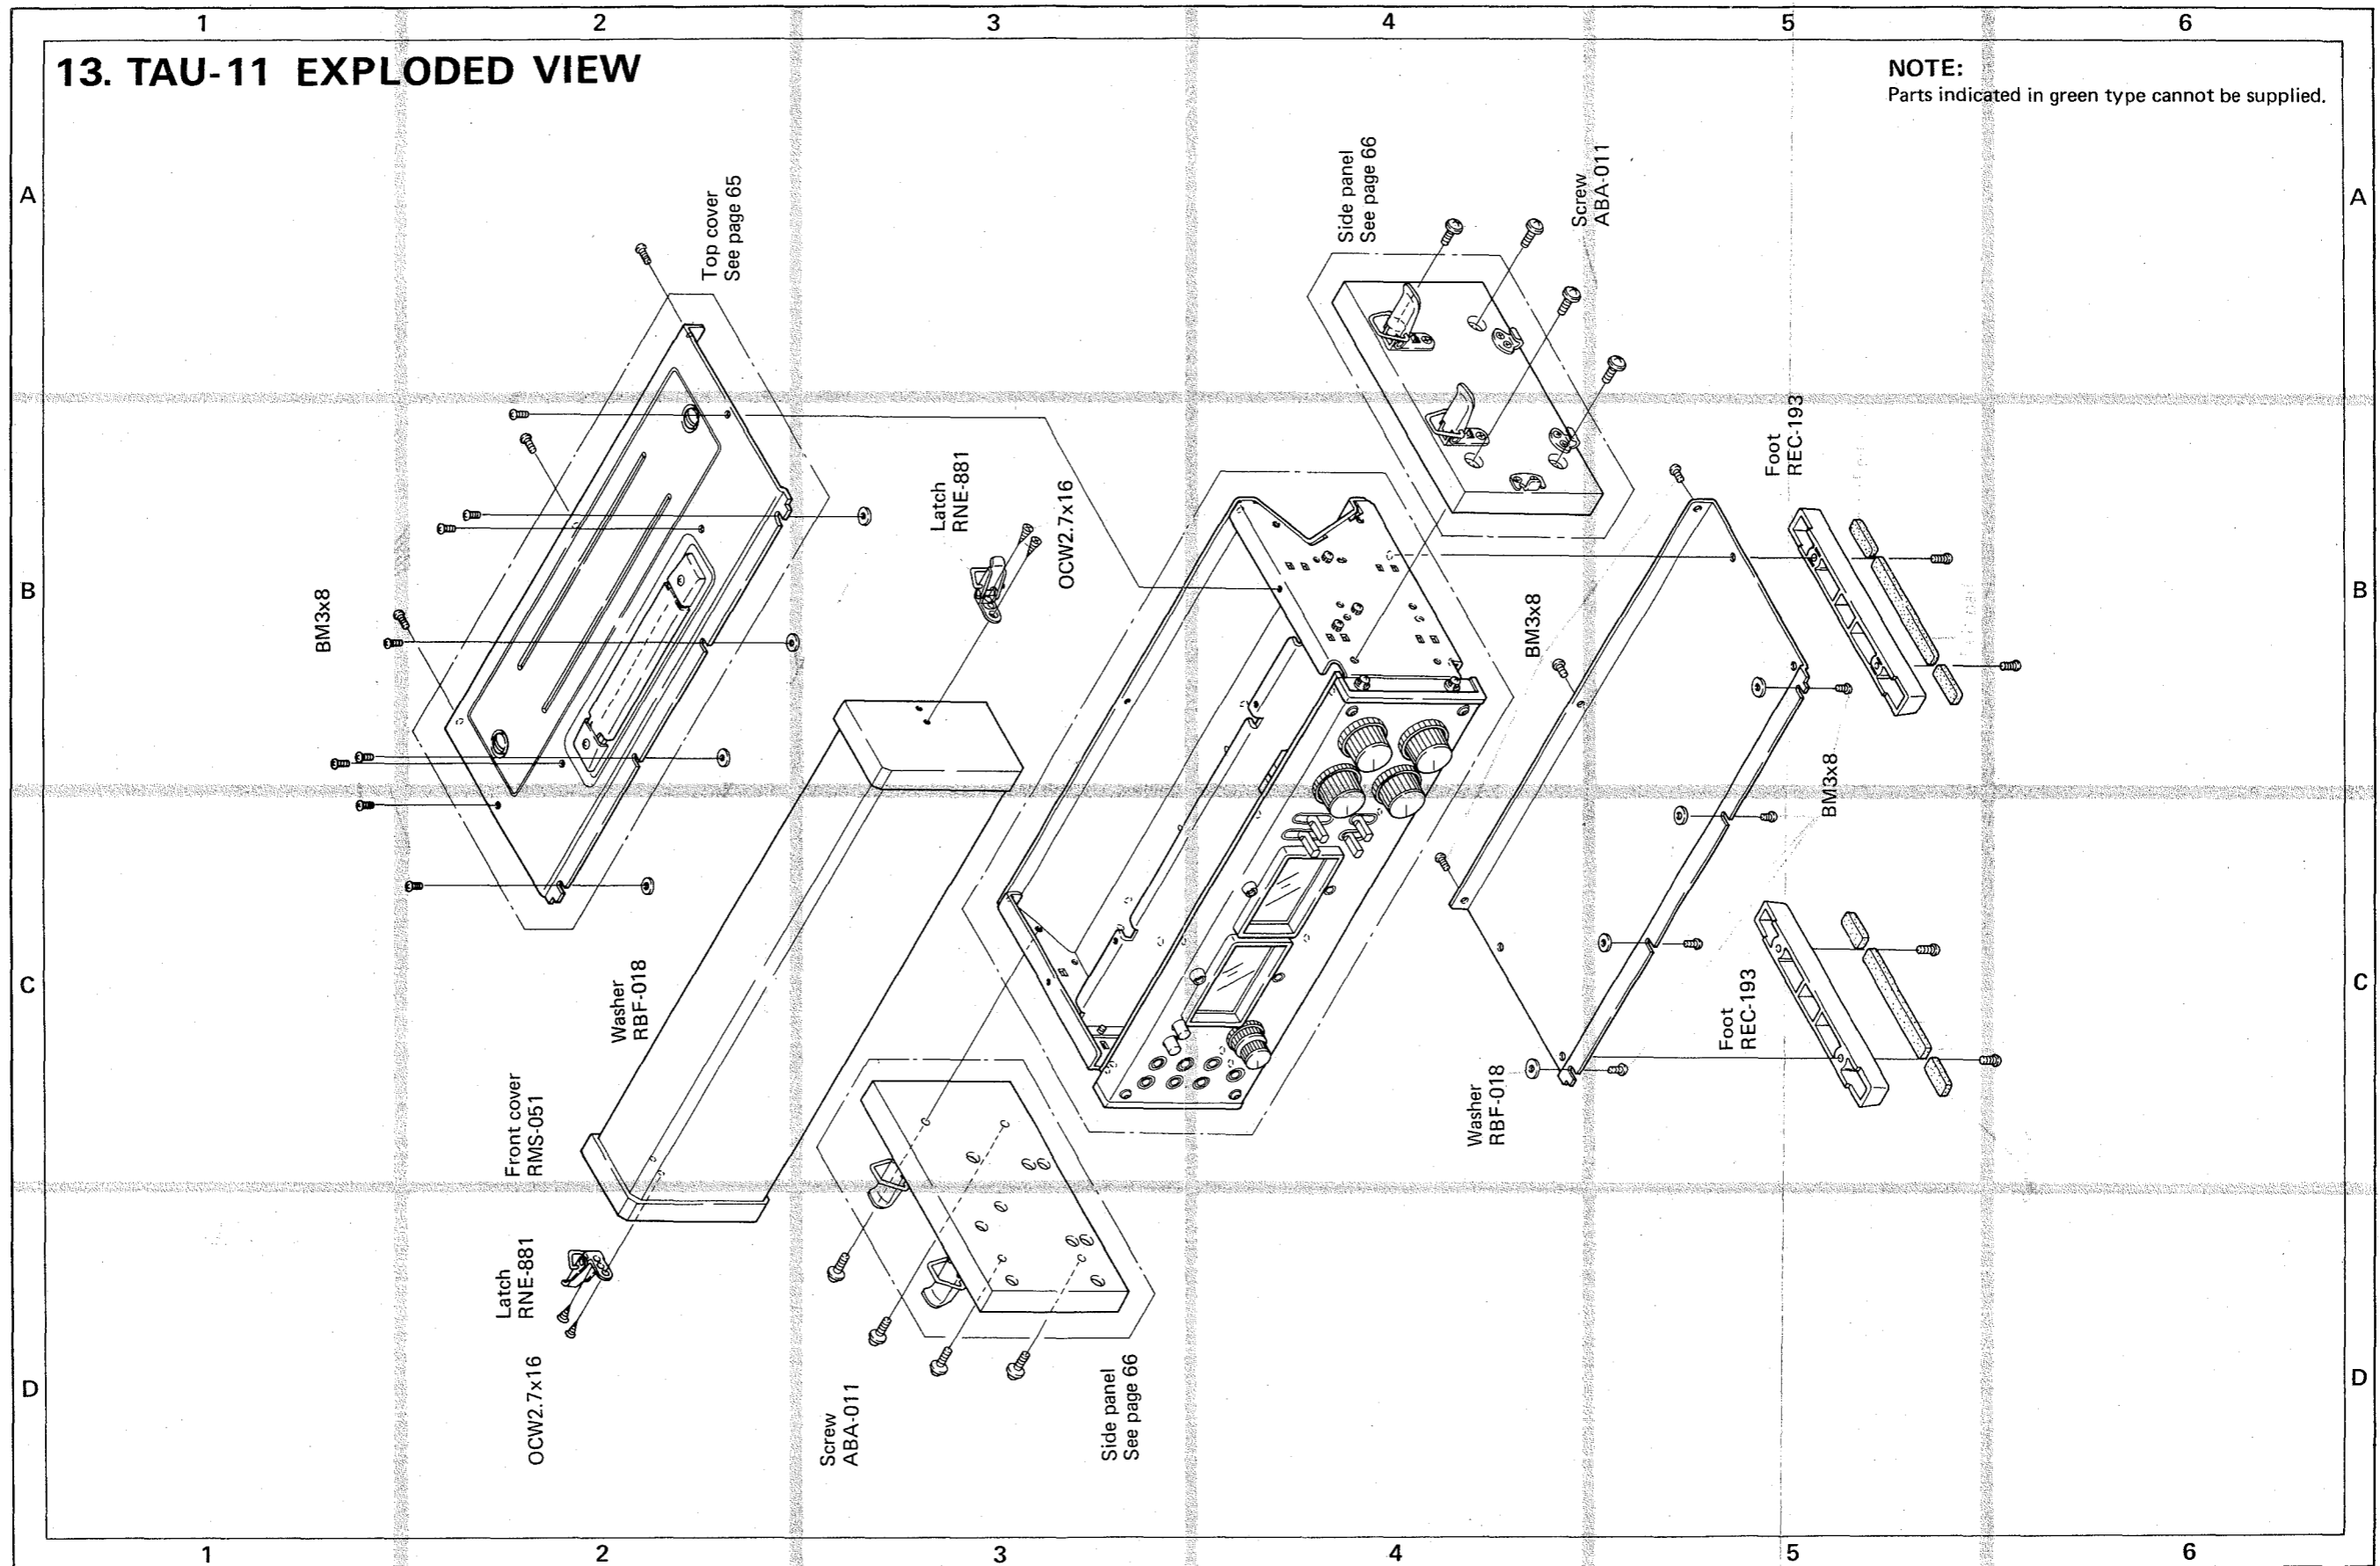 1 2 3 4 5 6
13. TAU-11 EXPLODED VIEW
NOTE:
Parts indicated in green type cannot be supplied.
A
A
Top cover
See page 65
Side panel
See page 66
Screw
ABA-011
B
B
BM3x8
Latch
RNE-881
OCW2.7x16
BM3x8
Foot
REC-193
BM3x8
C
C
Washer
RBF-018
Front cover
RMS-051
Washer
RBF-018
Foot
REC-193
D
D
Latch
RNE-881
OCW2.7x16
Screw
ABA-011
Side panel
See page 66
1 2 3 4 5 6